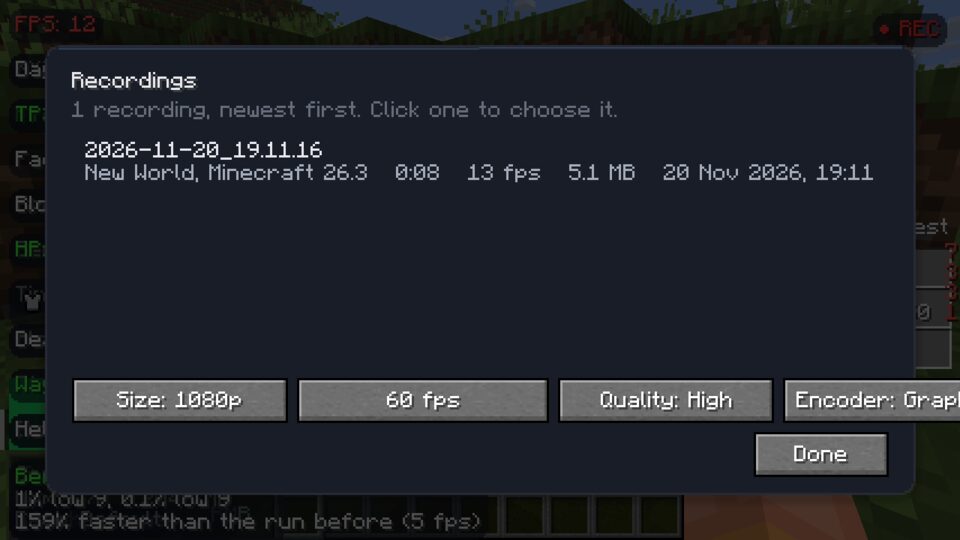 FPS: 12
REC
Recordings
1 recording, newest first. Click one to choose it.
2026-11-20_19.11.16
New World, Minecraft 26.3 0:08 13 fps 5.1 MB 20 Nov 2026, 19:11
Size: 1080p
60 fps
Quality: High
Encoder: Grap
Done
1% low 9, 0.1% low 9
159% faster than the run before (5 fps)